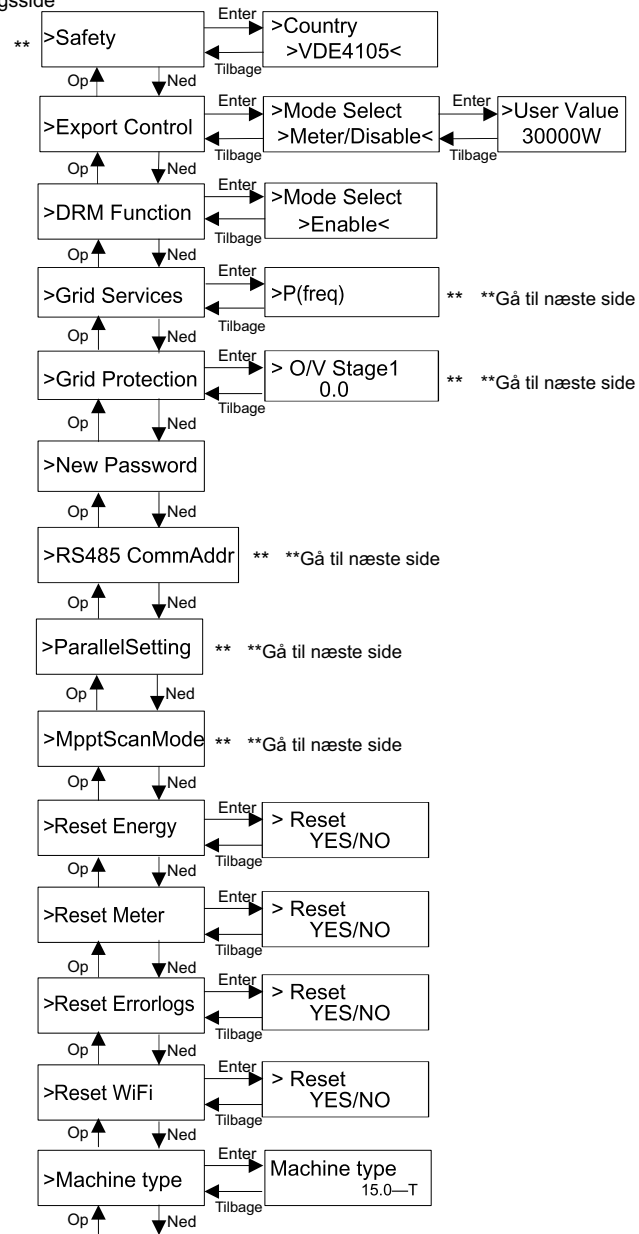 gsside
** >Safety Enter >Country
>VDE4105<
Tilbage
Op Ned
>Export Control Enter >Mode Select Enter >User Value
>Meter/Disable< 30000W
Tilbage Tilbage
Op Ned
>DRM Function Enter >Mode Select
>Enable<
Tilbage
Op Ned
>Grid Services Enter >P(freq) ** **Gå til næste side
Tilbage
Op Ned
>Grid Protection Enter > O/V Stage1 ** **Gå til næste side
0.0
Tilbage
Op Ned
>New Password
Op Ned
>RS485 CommAddr ** **Gå til næste side
Op Ned
>ParallelSetting ** **Gå til næste side
Op Ned
>MpptScanMode ** **Gå til næste side
Op Ned
>Reset Energy Enter > Reset
YES/NO
Tilbage
Op Ned
>Reset Meter Enter > Reset
YES/NO
Tilbage
Op Ned
>Reset Errorlogs Enter > Reset
YES/NO
Tilbage
Op Ned
>Reset WiFi Enter > Reset
YES/NO
Tilbage
Op Ned
>Machine type Enter Machine type
15.0—T
Tilbage
Op Ned